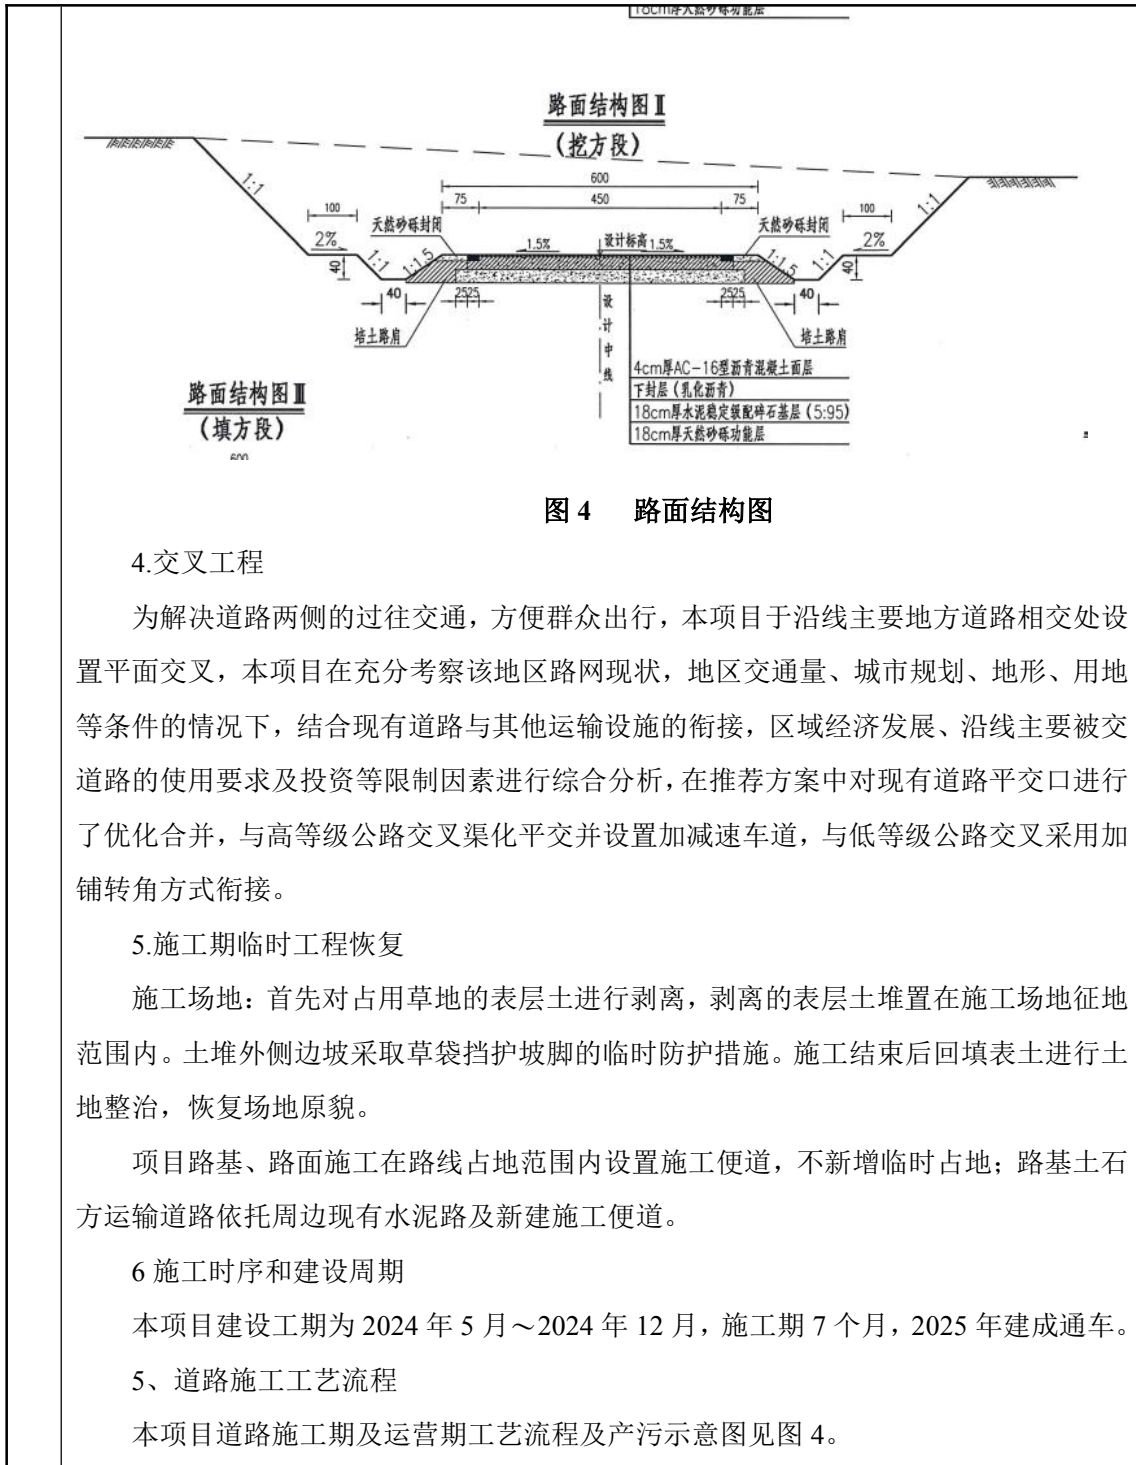 18cm厚天然砂砾功能层
路面结构图Ⅱ
(挖方段)
600
75 450 75
100 100
天然砂砾封闭 天然砂砾封闭
1:1 1:1
2% 1.5% 设计标高 1.5% 2%
40 1:1 1:1.5 1:1.5 1:1 40
40 2525 2525 40
培土路肩 培土路肩
设计中线
4cm厚AC-16型沥青混凝土面层
下封层(乳化沥青)
18cm厚水泥稳定级配碎石基层(5:95)
18cm厚天然砂砾功能层
路面结构图Ⅲ
(填方段)
600
图 4 路面结构图
4.交叉工程
为解决道路两侧的过往交通，方便群众出行，本项目于沿线主要地方道路相交处设
置平面交叉，本项目在充分考察该地区路网现状，地区交通量、城市规划、地形、用地
等条件的情况下，结合现有道路与其他运输设施的衔接，区域经济发展、沿线主要被交
道路的使用要求及投资等限制因素进行综合分析，在推荐方案中对现有道路平交口进行
了优化合并，与高等级公路交叉渠化平交并设置加减速车道，与低等级公路交叉采用加
铺转角方式衔接。
5.施工期临时工程恢复
施工场地：首先对占用草地的表层土进行剥离，剥离的表层土堆置在施工场地征地
范围内。土堆外侧边坡采取草袋挡护坡脚的临时防护措施。施工结束后回填表土进行土
地整治，恢复场地原貌。
项目路基、路面施工在路线占地范围内设置施工便道，不新增临时占地；路基土石
方运输道路依托周边现有水泥路及新建施工便道。
6 施工时序和建设周期
本项目建设工期为 2024 年 5 月～2024 年 12 月，施工期 7 个月，2025 年建成通车。
5、道路施工工艺流程
本项目道路施工期及运营期工艺流程及产污示意图见图 4。